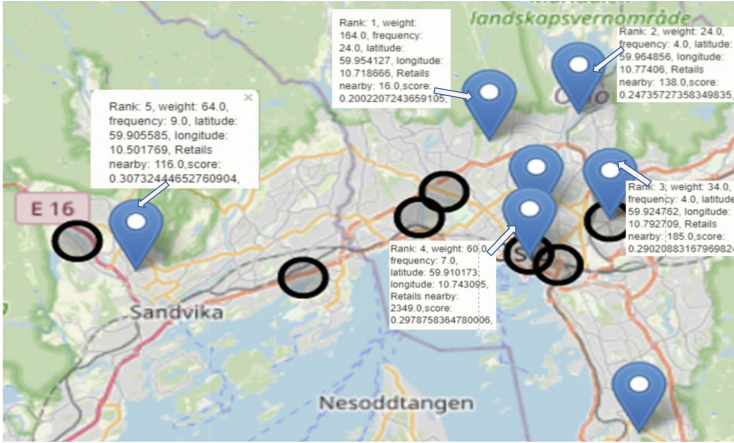 landskapsvernområde
Rank: 1, weight:
164.0, frequency:
24.0, latitude:
59.954127,
longitude:
10.718666, Retails
nearby: 16.0,score:
0.2002207243659105,
Rank: 2, weight: 24.0,
frequency: 4.0, latitude:
59.964856, longitude:
10.77406, Retails
nearby: 138.0,score:
0.24735727358349835,
Rank: 5, weight: 64.0,
frequency: 9.0, latitude:
59.905585, longitude:
10.501769, Retails
nearby: 116.0,score:
0.30732444652760904,
E 16
Rank: 3; weight: 34.0,
frequency: 4.0, latitude:
59.924762, longitude:
10.792709, Retails
nearby: 185.0,score:
0.29020883167969824
Rank: 4, weight: 60.0,
frequency: 7.0,
latitude: 59.910173,
longitude: 10.743095,
Retails nearby:
2349.0,score:
0.2978758364780006,
Sandvika
Nesoddtangen